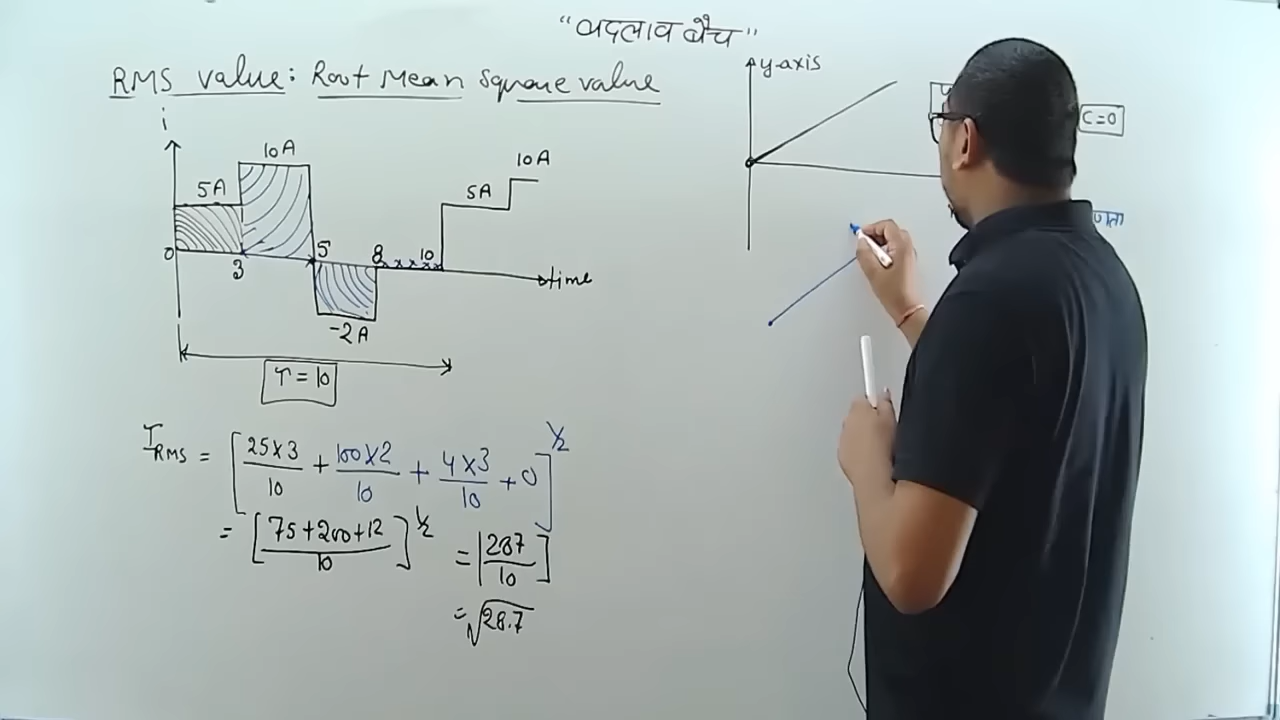 "बदलाव बैच"
RMS value: Root Mean Square value
i
10A
5A
0
3
5
8
10
-2A
5A
10A
time
T = 10
IRMS = [25×3/10 + 100×2/10 + 4×3/10 + 0]^1/2
= [75+200+12/10]^1/2
= [287/10]
= √28.7
y-axis
C=0